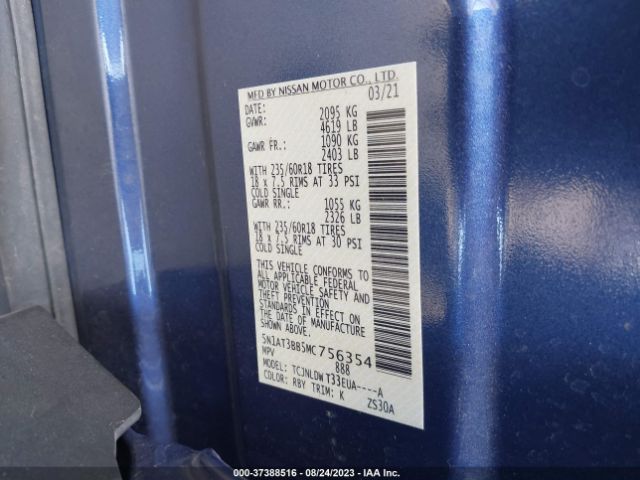 MFD BY NISSAN MOTOR CO., LTD.
DATE: 03/21
GVWR: 2095 KG
4619 LB
GAWR FR.: 1090 KG
2403 LB
WITH 235/60R18 TIRES
18 x 7.5 RIMS AT 33 PSI
COLD SINGLE
GAWR RR.: 1055 KG
2326 LB
WITH 235/60R18 TIRES
18 x 7.5 RIMS AT 30 PSI
COLD SINGLE
THIS VEHICLE CONFORMS TO
ALL APPLICABLE FEDERAL
MOTOR VEHICLE SAFETY AND
THEFT PREVENTION
STANDARDS IN EFFECT ON
THE DATE OF MANUFACTURE
SHOWN ABOVE.
5N1AT3BB5MC756354
MPV 888
MODEL: TCJNLDWT33EUA----A
COLOR: RBY TRIM: K ZS30A
000-37388516 - 08/24/2023 - IAA Inc.